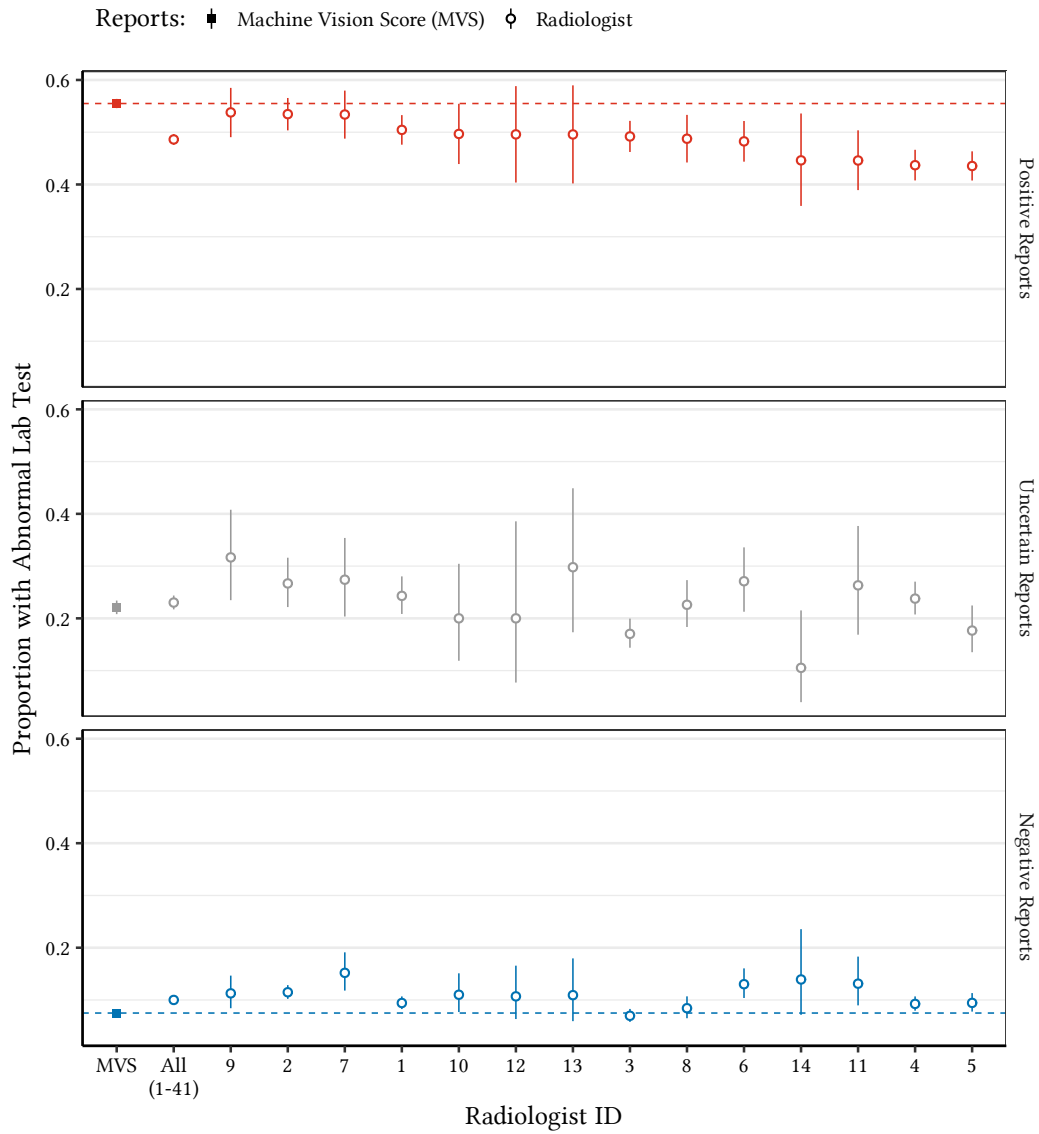 Reports: Machine Vision Score (MVS) Radiologist
Proportion with Abnormal Lab Test
0.6
0.4
0.2
Positive Reports
0.6
0.4
0.2
Uncertain Reports
0.6
0.4
0.2
Negative Reports
MVS All 9 2 7 1 10 12 13 3 8 6 14 11 4 5
(1-41)
Radiologist ID